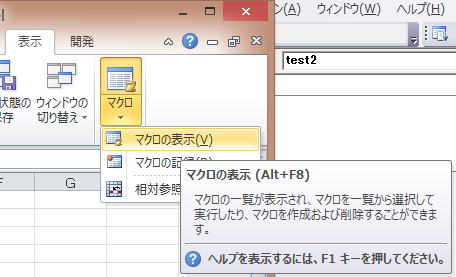 (A) ウィンドウ(W) ヘルプ(H)
表示 開発
test2
状態の
保存
ウィンドウの
切り替え
マクロ
マクロの表示(V)
マクロの記録(R)
相対参照
マクロの表示 (Alt+F8)
マクロの一覧が表示され、マクロを一覧から選択して
実行したり、マクロを作成および削除することができ
ます。
ヘルプを表示するには、F1 キーを押してください。
F G